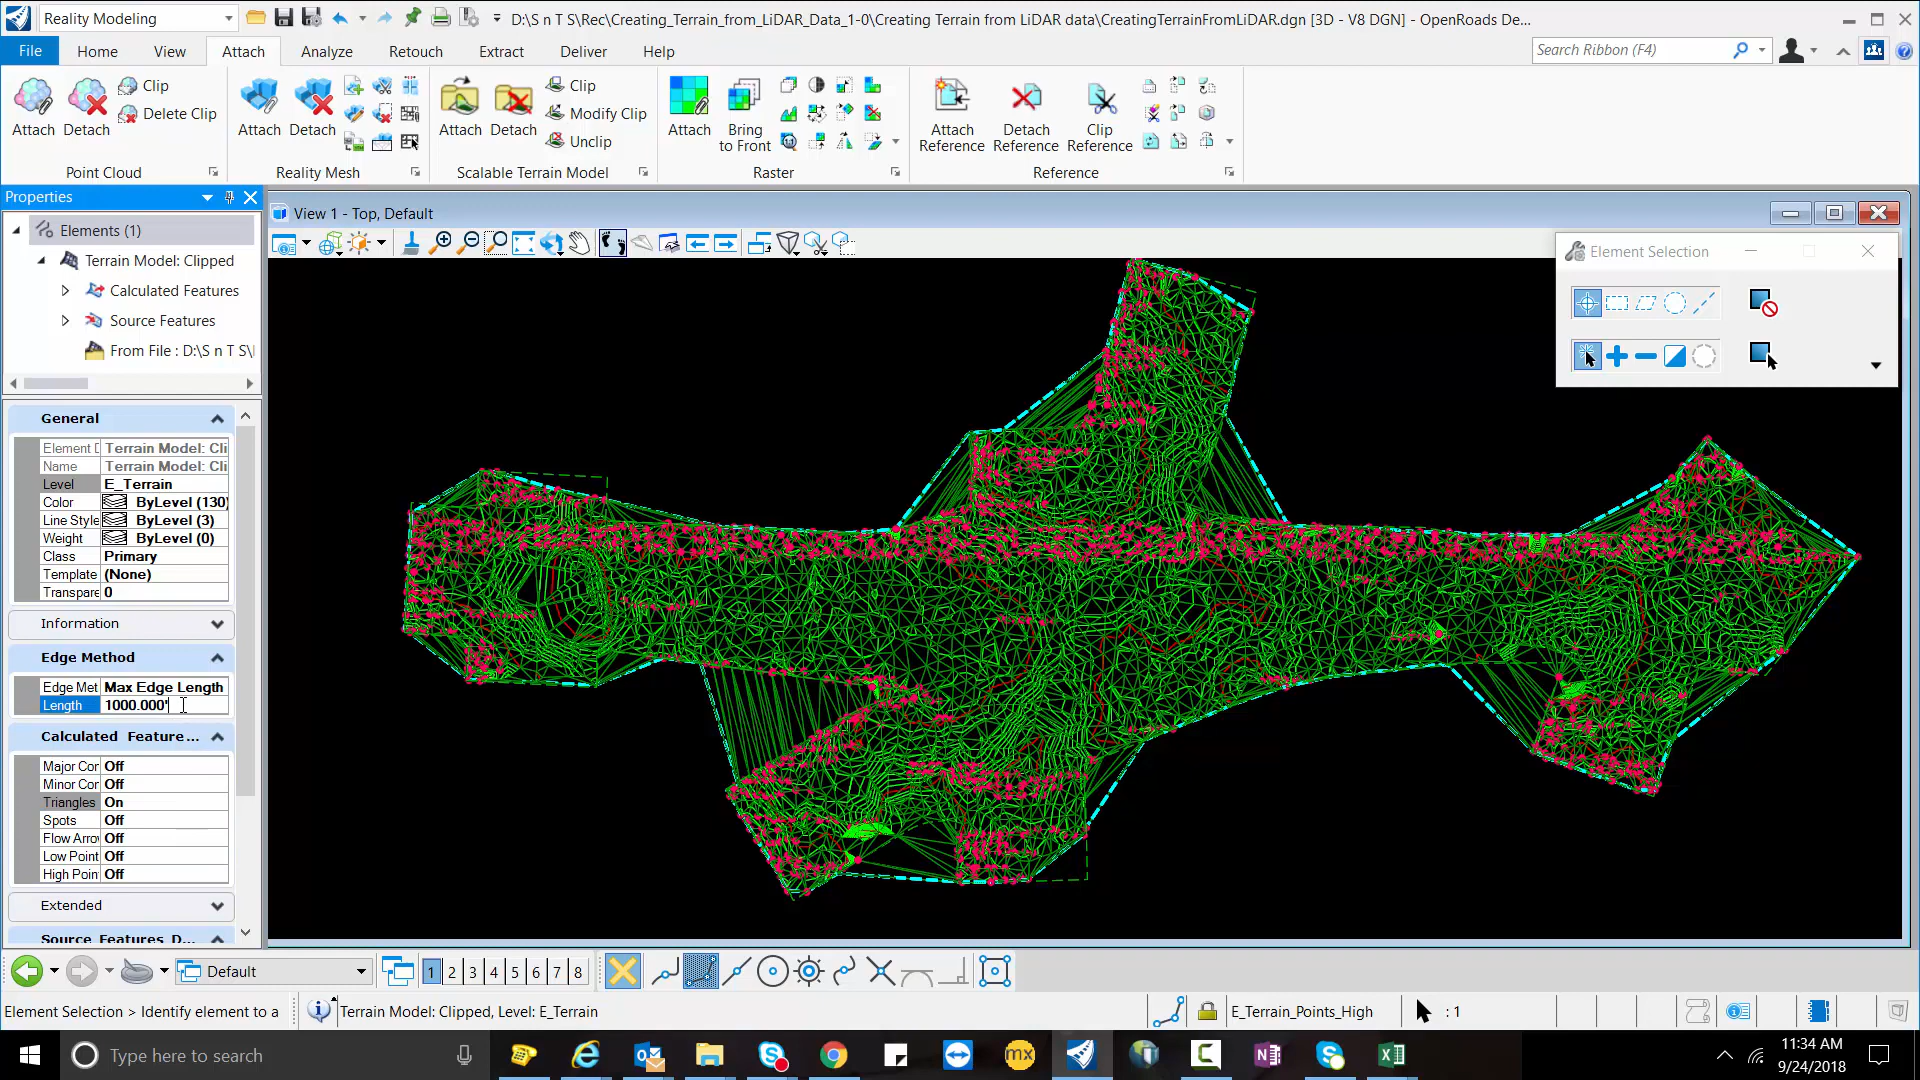 Reality Modeling
D:\S n T S\Rec\Creating_Terrain_from_LiDAR_Data_1-0\Creating Terrain from LiDAR data\CreatingTerrainFromLiDAR.dgn [3D - V8 DGN] - OpenRoads De...
File Home View Attach Analyze Retouch Extract Deliver Help
Search Ribbon (F4)
Attach Detach Clip Delete Clip
Point Cloud
Attach Detach
Reality Mesh
Attach Detach Clip Modify Clip Unclip
Scalable Terrain Model
Attach Bring to Front
Raster
Attach Reference Detach Reference Clip Reference
Reference
Properties
Elements (1)
Terrain Model: Clipped
Calculated Features
Source Features
From File : D:\S n T S\
General
Element D Terrain Model: Cli
Name Terrain Model: Cli
Level E_Terrain
Color ByLevel (130)
Line Style ByLevel (3)
Weight ByLevel (0)
Class Primary
Template (None)
Transpare 0
Information
Edge Method
Edge Met Max Edge Length
Length 1000.000'
Calculated Feature...
Major Cor Off
Minor Cor Off
Triangles On
Spots Off
Flow Arrov Off
Low Point Off
High Poin Off
Extended
Source Features D...
View 1 - Top, Default
Element Selection
Default
1 2 3 4 5 6 7 8
Element Selection > Identify element to a
Terrain Model: Clipped, Level: E_Terrain
E_Terrain_Points_High
: 1
Type here to search
mx
11:34 AM
9/24/2018